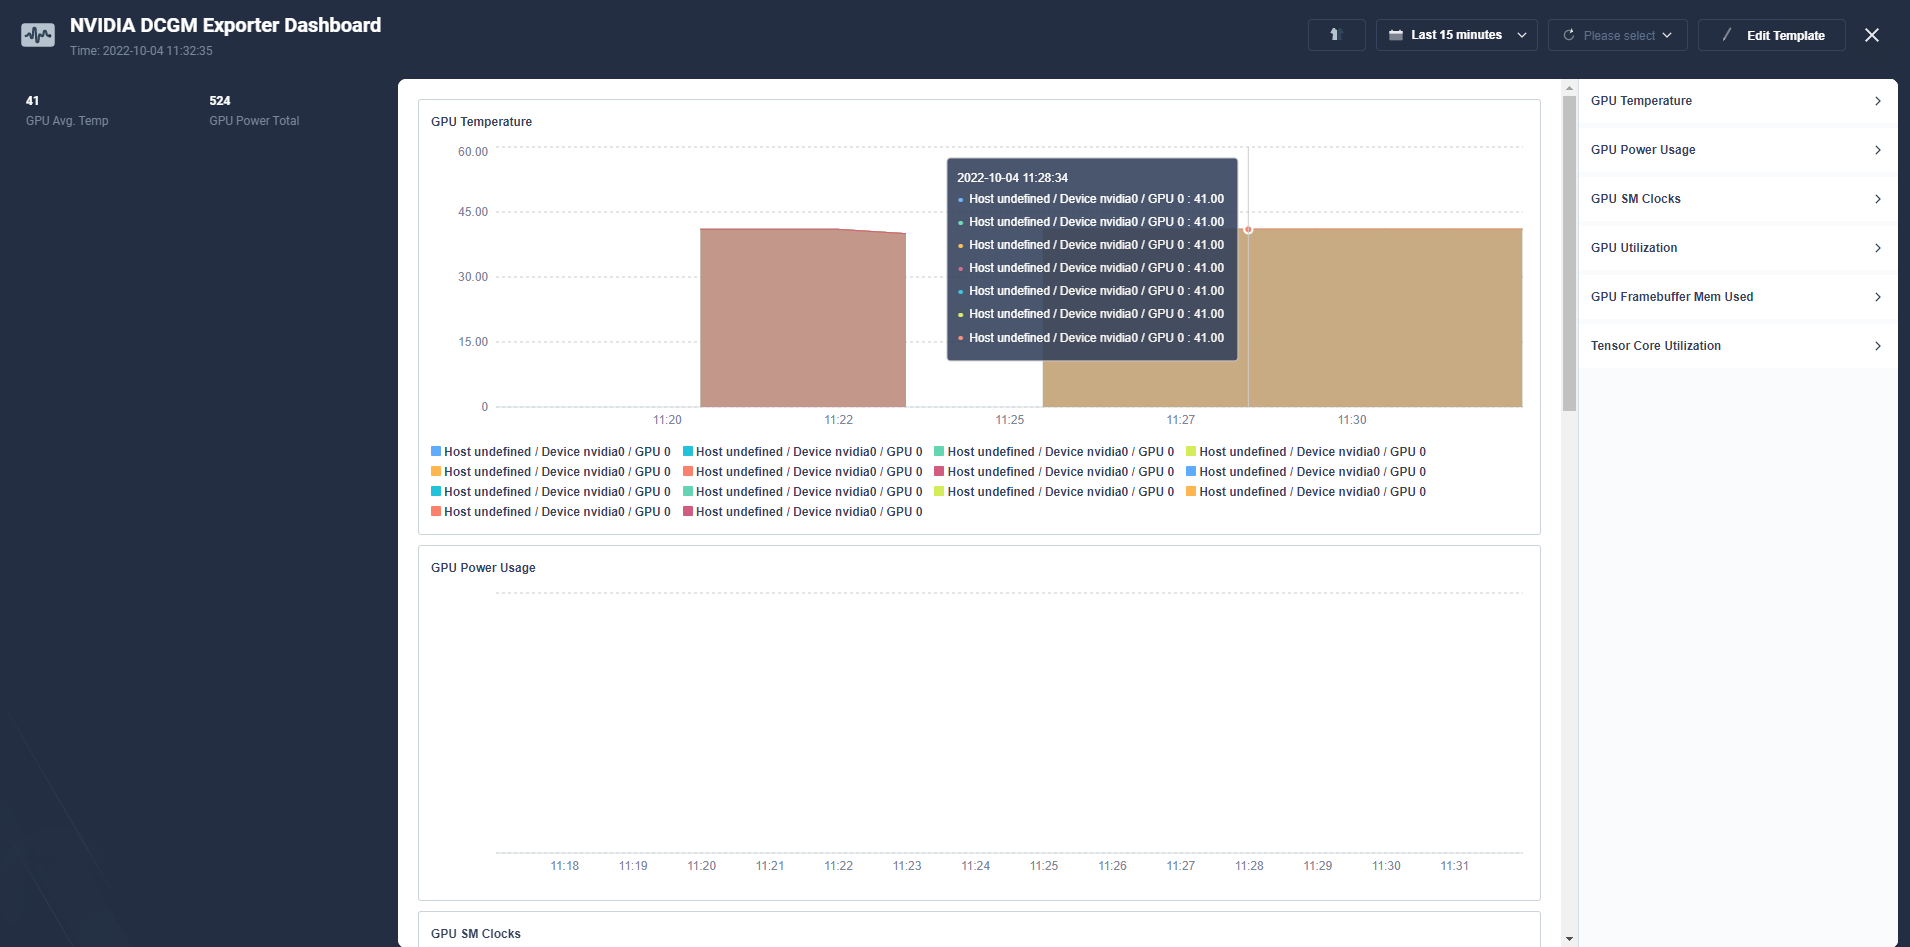 NVIDIA DCGM Exporter Dashboard
Time: 2022-10-04 11:32:35
Last 15 minutes
Please select
Edit Template
41
GPU Avg. Temp
524
GPU Power Total
GPU Temperature
60.00
45.00
30.00
15.00
0
2022-10-04 11:28:34
Host undefined / Device nvidia0 / GPU 0 : 41.00
Host undefined / Device nvidia0 / GPU 0 : 41.00
Host undefined / Device nvidia0 / GPU 0 : 41.00
Host undefined / Device nvidia0 / GPU 0 : 41.00
Host undefined / Device nvidia0 / GPU 0 : 41.00
Host undefined / Device nvidia0 / GPU 0 : 41.00
Host undefined / Device nvidia0 / GPU 0 : 41.00
11:20 11:22 11:25 11:27 11:30
Host undefined / Device nvidia0 / GPU 0 Host undefined / Device nvidia0 / GPU 0 Host undefined / Device nvidia0 / GPU 0 Host undefined / Device nvidia0 / GPU 0
Host undefined / Device nvidia0 / GPU 0 Host undefined / Device nvidia0 / GPU 0 Host undefined / Device nvidia0 / GPU 0 Host undefined / Device nvidia0 / GPU 0
Host undefined / Device nvidia0 / GPU 0 Host undefined / Device nvidia0 / GPU 0 Host undefined / Device nvidia0 / GPU 0 Host undefined / Device nvidia0 / GPU 0
Host undefined / Device nvidia0 / GPU 0 Host undefined / Device nvidia0 / GPU 0
GPU Power Usage
11:18 11:19 11:20 11:21 11:22 11:23 11:24 11:25 11:26 11:27 11:28 11:29 11:30 11:31
GPU SM Clocks
GPU Temperature
GPU Power Usage
GPU SM Clocks
GPU Utilization
GPU Framebuffer Mem Used
Tensor Core Utilization